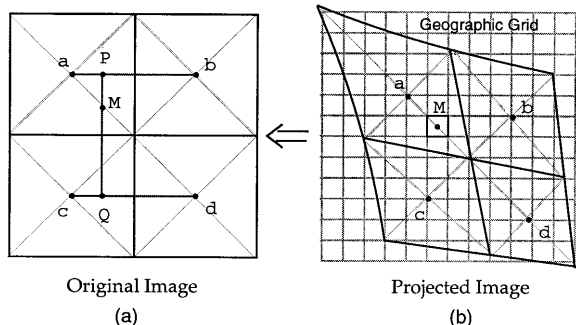 a
P
b
M
c
Q
d
Original Image
(a)
Geographic Grid
a
M
b
c
d
Projected Image
(b)